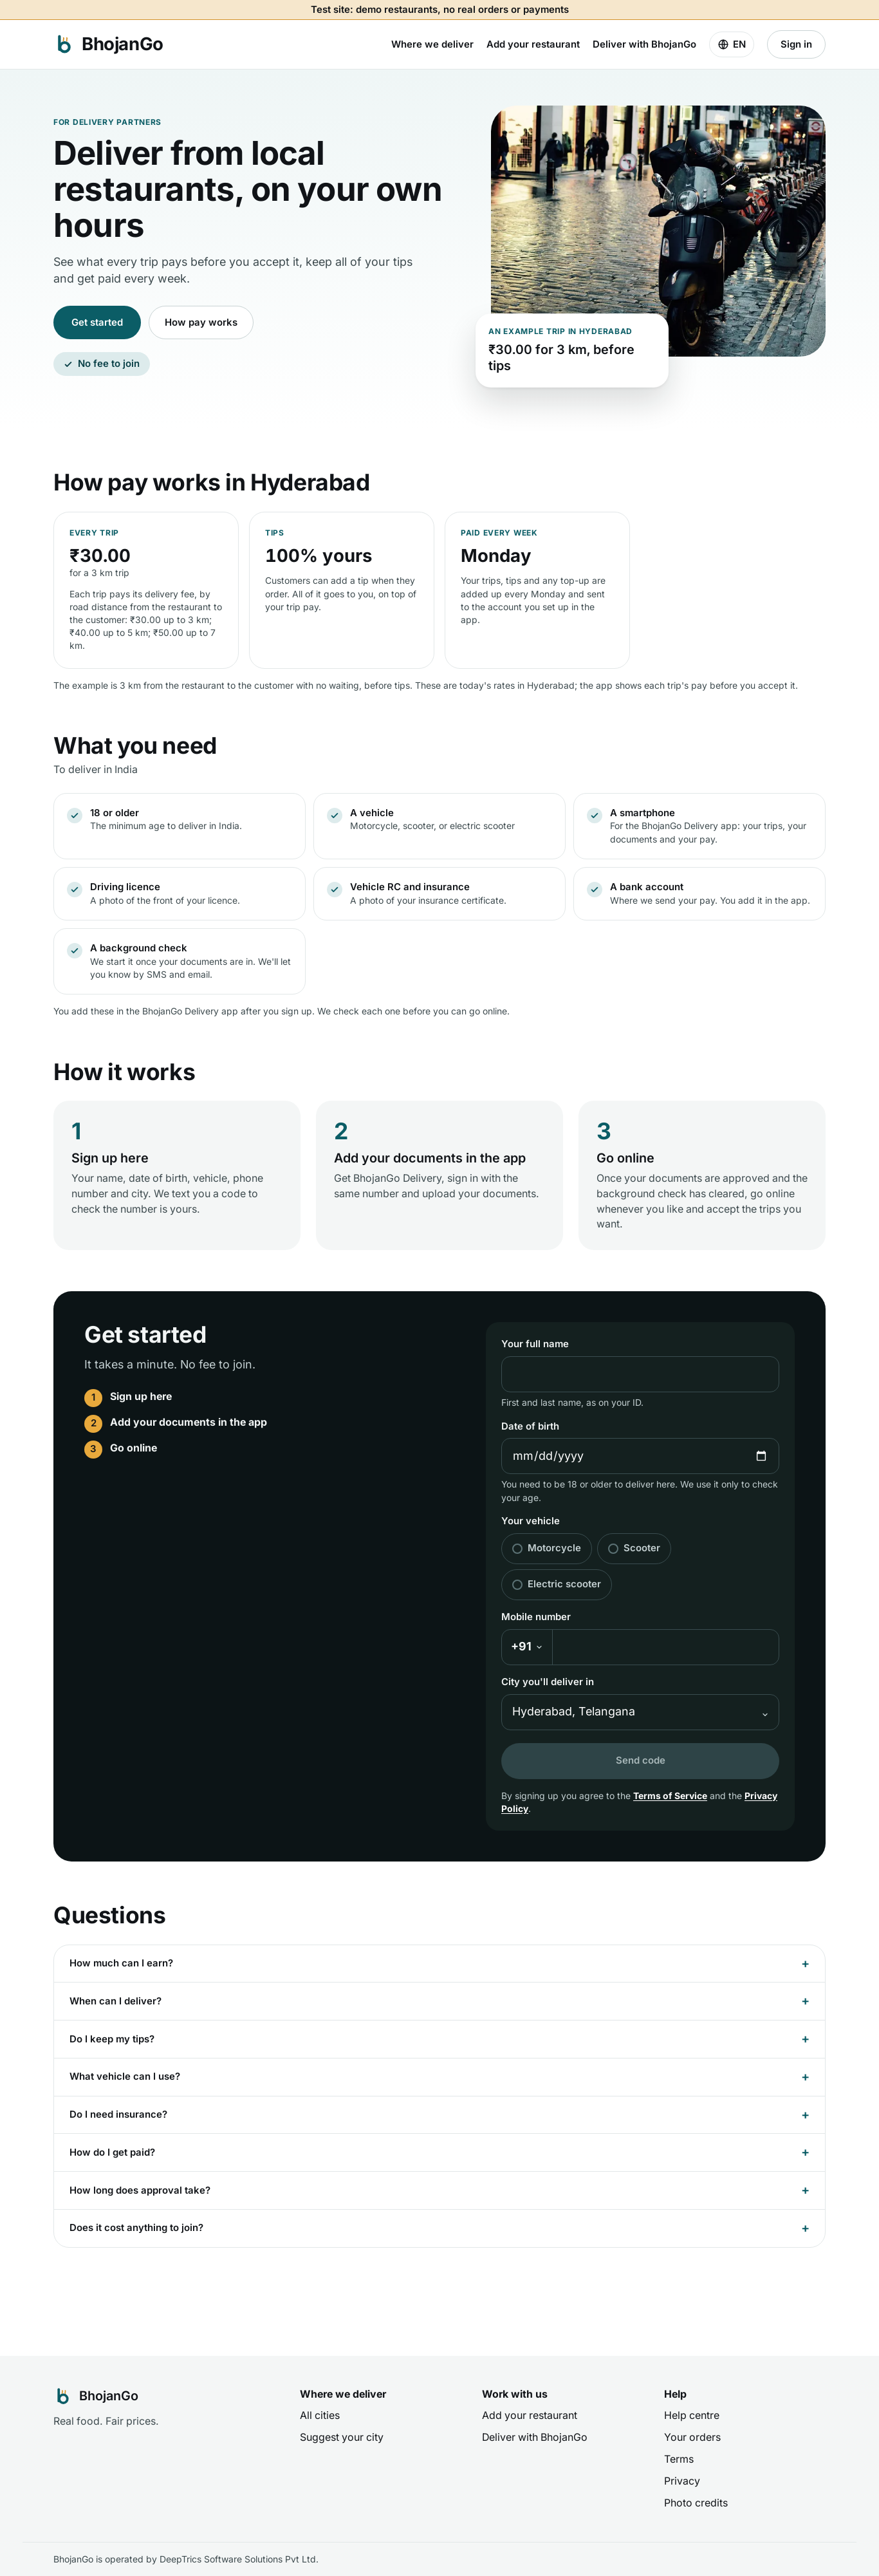 Test site: demo restaurants, no real orders or payments
BhojanGo
Where we deliver
Add your restaurant
Deliver with BhojanGo
EN
Sign in
FOR DELIVERY PARTNERS
Deliver from local
restaurants, on your own
hours
See what every trip pays before you accept it, keep all of your tips
and get paid every week.
Get started
How pay works
No fee to join
AN EXAMPLE TRIP IN HYDERABAD
₹30.00 for 3 km, before
tips
How pay works in Hyderabad
EVERY TRIP
₹30.00
for a 3 km trip
Each trip pays its delivery fee, by
road distance from the restaurant to
the customer: ₹30.00 up to 3 km;
₹40.00 up to 5 km; ₹50.00 up to 7
km.
TIPS
100% yours
Customers can add a tip when they
order. All of it goes to you, on top of
your trip pay.
PAID EVERY WEEK
Monday
Your trips, tips and any top-up are
added up every Monday and sent
to the account you set up in the
app.
The example is 3 km from the restaurant to the customer with no waiting, before tips. These are today's rates in Hyderabad; the app shows each trip's pay before you accept it.
What you need
To deliver in India
18 or older
The minimum age to deliver in India.
A vehicle
Motorcycle, scooter, or electric scooter
A smartphone
For the BhojanGo Delivery app: your trips, your
documents and your pay.
Driving licence
A photo of the front of your licence.
Vehicle RC and insurance
A photo of your insurance certificate.
A bank account
Where we send your pay. You add it in the app.
A background check
We start it once your documents are in. We'll let
you know by SMS and email.
You add these in the BhojanGo Delivery app after you sign up. We check each one before you can go online.
How it works
1
Sign up here
Your name, date of birth, vehicle, phone
number and city. We text you a code to
check the number is yours.
2
Add your documents in the app
Get BhojanGo Delivery, sign in with the
same number and upload your documents.
3
Go online
Once your documents are approved and the
background check has cleared, go online
whenever you like and accept the trips you
want.
Get started
It takes a minute. No fee to join.
1 Sign up here
2 Add your documents in the app
3 Go online
Your full name
First and last name, as on your ID.
Date of birth
mm/dd/yyyy
You need to be 18 or older to deliver here. We use it only to check
your age.
Your vehicle
Motorcycle
Scooter
Electric scooter
Mobile number
+91
City you'll deliver in
Hyderabad, Telangana
Send code
By signing up you agree to the Terms of Service and the Privacy
Policy.
Questions
How much can I earn?
When can I deliver?
Do I keep my tips?
What vehicle can I use?
Do I need insurance?
How do I get paid?
How long does approval take?
Does it cost anything to join?
BhojanGo
Real food. Fair prices.
Where we deliver
All cities
Suggest your city
Work with us
Add your restaurant
Deliver with BhojanGo
Help
Help centre
Your orders
Terms
Privacy
Photo credits
BhojanGo is operated by DeepTrics Software Solutions Pvt Ltd.